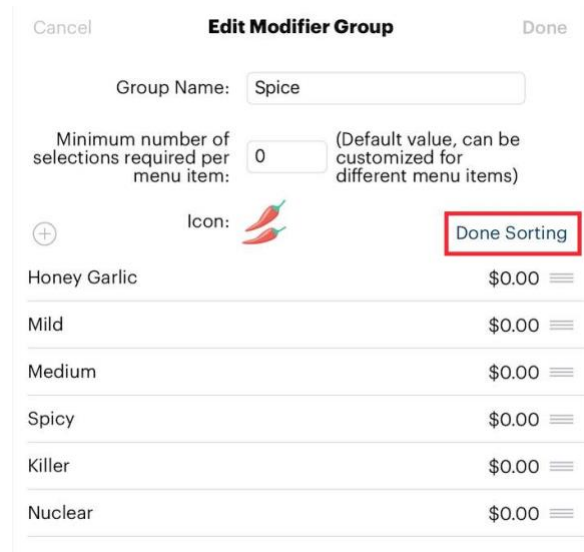 Cancel Edit Modifier Group Done
Group Name: Spice
Minimum number of
selections required per
menu item:
0
(Default value, can be
customized for
different menu items)
Icon:
Done Sorting
Honey Garlic $0.00
Mild $0.00
Medium $0.00
Spicy $0.00
Killer $0.00
Nuclear $0.00